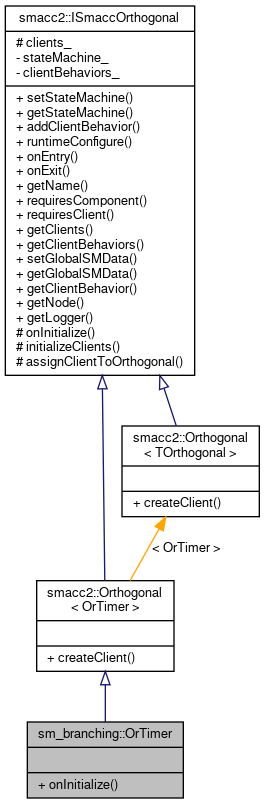 smacc2::ISmaccOrthogonal
# clients_
- stateMachine_
- clientBehaviors_
+ setStateMachine()
+ getStateMachine()
+ addClientBehavior()
+ runtimeConfigure()
+ onEntry()
+ onExit()
+ getName()
+ requiresComponent()
+ requiresClient()
+ getClients()
+ getClientBehaviors()
+ setGlobalSMData()
+ getGlobalSMData()
+ getClientBehavior()
+ getNode()
+ getLogger()
# onInitialize()
# initializeClients()
# assignClientToOrthogonal()
smacc2::Orthogonal
< TOrthogonal >
+ createClient()
< OrTimer >
smacc2::Orthogonal
< OrTimer >
+ createClient()
sm_branching::OrTimer
+ onInitialize()